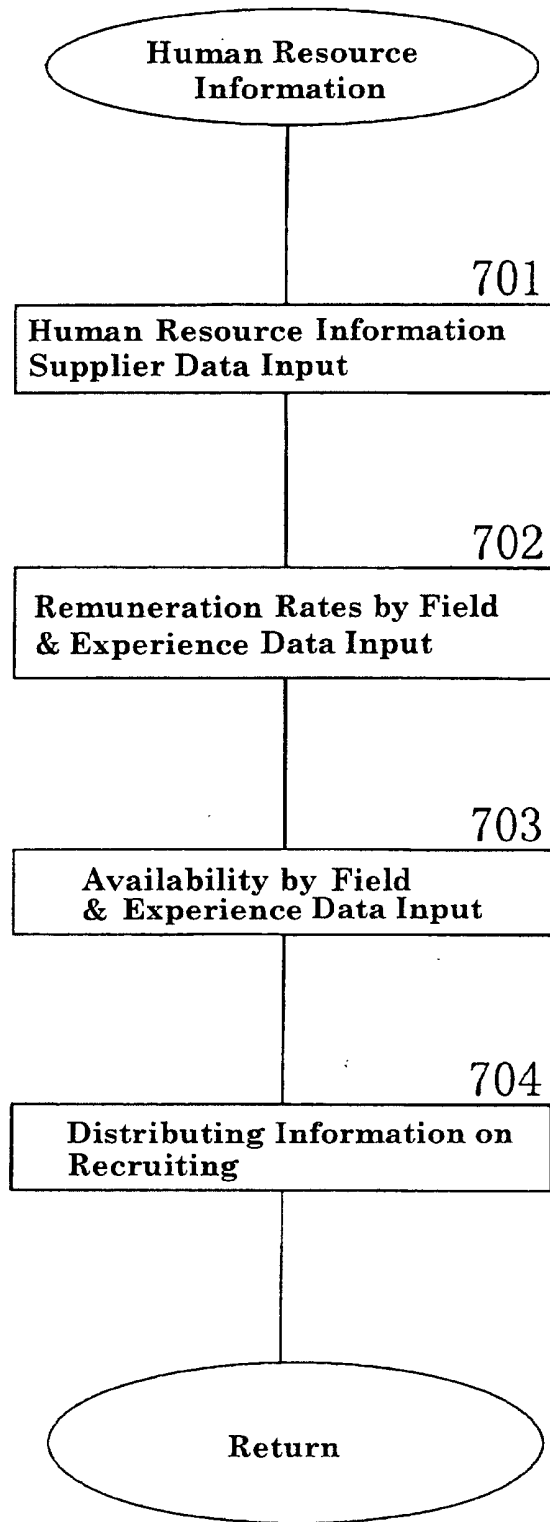 Human Resource
Information
701
Human Resource Information
Supplier Data Input
702
Remuneration Rates by Field
& Experience Data Input
703
Availability by Field
& Experience Data Input
704
Distributing Information on
Recruiting
Return